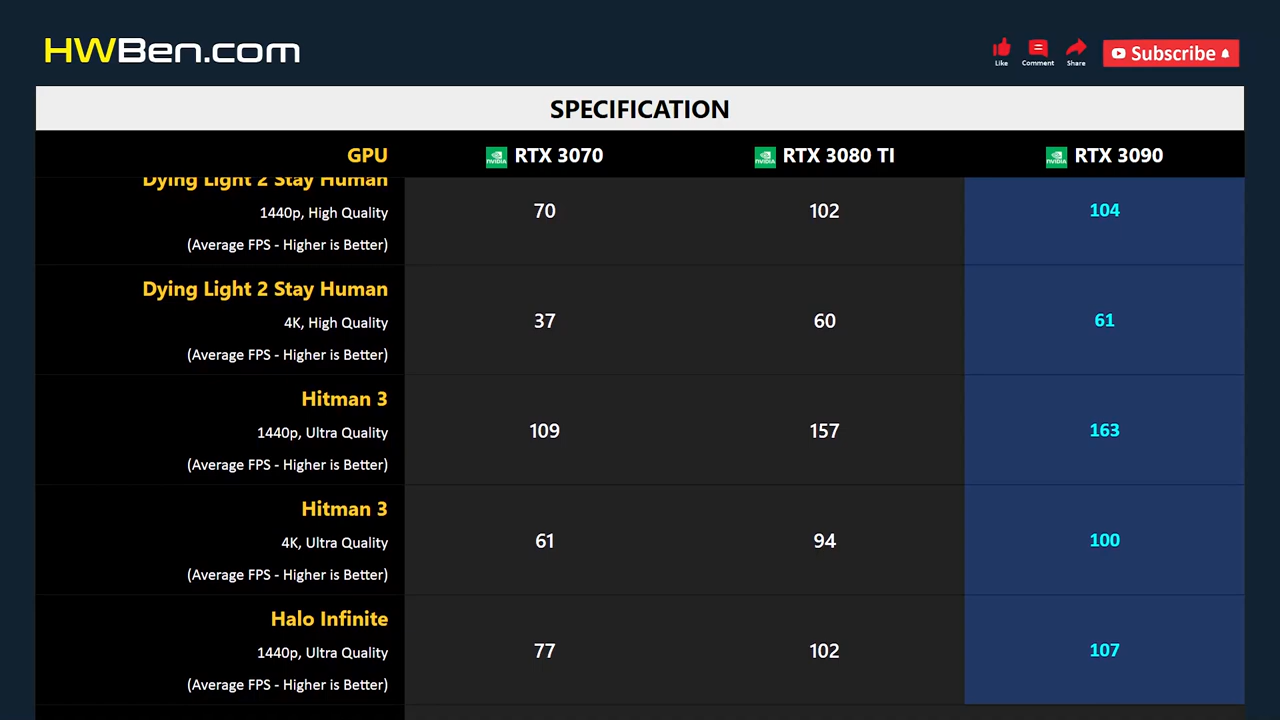 HWBen.com
Like
Comment
Share
Subscribe
SPECIFICATION
GPU
NVIDIA
RTX 3070
NVIDIA
RTX 3080 TI
NVIDIA
RTX 3090
Dying Light 2 Stay Human
1440p, High Quality
(Average FPS - Higher is Better)
70
102
104
Dying Light 2 Stay Human
4K, High Quality
(Average FPS - Higher is Better)
37
60
61
Hitman 3
1440p, Ultra Quality
(Average FPS - Higher is Better)
109
157
163
Hitman 3
4K, Ultra Quality
(Average FPS - Higher is Better)
61
94
100
Halo Infinite
1440p, Ultra Quality
(Average FPS - Higher is Better)
77
102
107